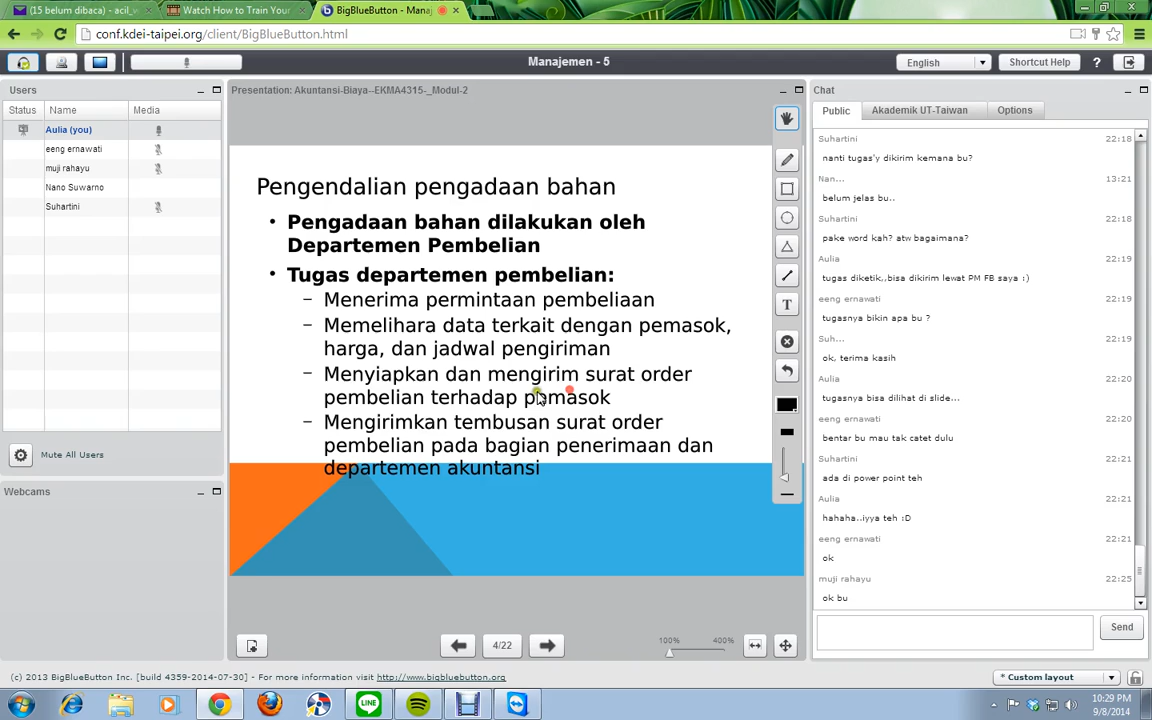 (15 belum dibaca) - acil_v
Watch How to Train Your
BigBlueButton - Mana
conf.kdei-taipei.org/client/BigBlueButton.html
Manajemen - 5
English
Shortcut Help
?
Users
Status Name Media
Aulia (you)
eeng ernawati
muji rahayu
Nano Suwarno
Suhartini
Mute All Users
Webcams
Presentation: Akuntansi-Biaya--EKMA4315-_Modul-2
Pengendalian pengadaan bahan
• Pengadaan bahan dilakukan oleh
Departemen Pembelian
• Tugas departemen pembelian:
– Menerima permintaan pembeliaan
– Memelihara data terkait dengan pemasok,
harga, dan jadwal pengiriman
– Menyiapkan dan mengirim surat order
pembelian terhadap pemasok
– Mengirimkan tembusan surat order
pembelian pada bagian penerimaan dan
departemen akuntansi
T
4/22
100% 400%
Chat
Public Akademik UT-Taiwan Options
Suhartini 22:18
nanti tugas'y dikirim kemana bu?
Nan... 13:21
belum jelas bu..
Suhartini 22:18
pake word kah? atw bagaimana?
Aulia 22:19
tugas diketik,,bisa dikirim lewat PM FB saya :)
eeng ernawati 22:19
tugasnya bikin apa bu ?
Suh... 22:19
ok, terima kasih
Aulia 22:20
tugasnya bisa dilihat di slide...
eeng ernawati 22:20
bentar bu mau tak catet dulu
Suhartini 22:21
ada di power point teh
Aulia 22:21
hahaha..iyya teh :D
eeng ernawati 22:21
ok
muji rahayu 22:25
ok bu
Send
(c) 2013 BigBlueButton Inc. [build 4359-2014-07-30] - For more information visit http://www.bigbluebutton.org
* Custom layout
LINE
10:29 PM
9/8/2014